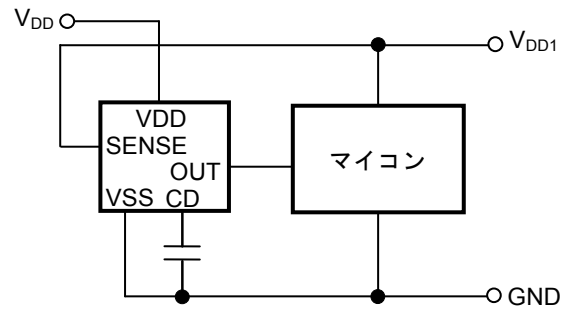 VDD
VDD1
VDD
SENSE
OUT
VSS CD
マイコン
GND